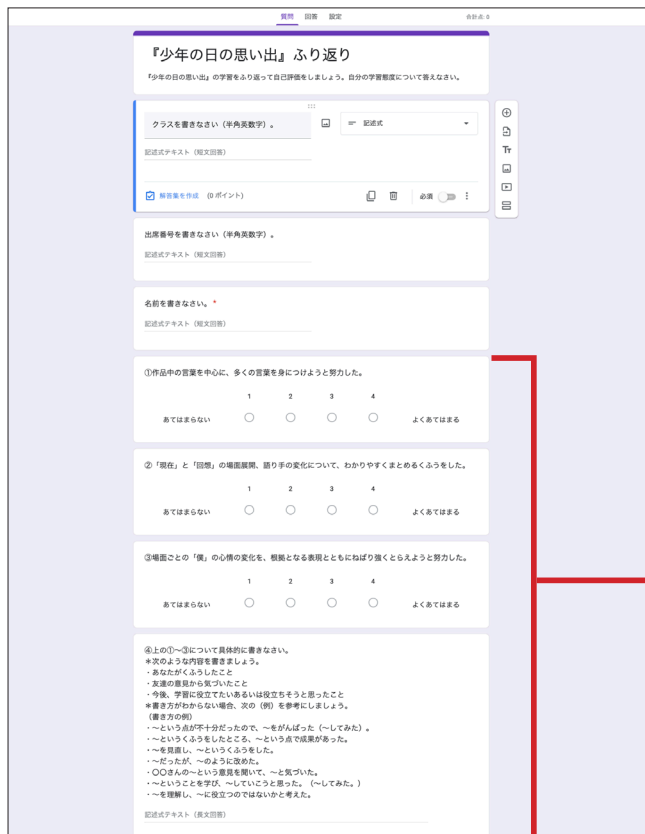 質問 回答 設定
合計点: 0
『少年の日の思い出』ふり返り
『少年の日の思い出』の学習をふり返って自己評価をしましょう。自分の学習態度について答えなさい。
クラスを書きなさい（半角英数字）。
記述式
記述式テキスト（短文回答）
解答集を作成 （0 ポイント）
必須
出席番号を書きなさい（半角英数字）。
記述式テキスト（短文回答）
名前を書きなさい。*
記述式テキスト（短文回答）
①作品中の言葉を中心に、多くの言葉を身につけようと努力した。
1 2 3 4
あてはまらない よくあてはまる
②「現在」と「回想」の場面展開、語り手の変化について、わかりやすくまとめるくふうをした。
1 2 3 4
あてはまらない よくあてはまる
③場面ごとの「僕」の心情の変化を、根拠となる表現とともにねばり強くとらえようと努力した。
1 2 3 4
あてはまらない よくあてはまる
④上の①〜③について具体的に書きなさい。
＊次のような内容を書きましょう。
・あなたがくふうしたこと
・友達の意見から気づいたこと
・今後、学習に役立てたいあるいは役立ちそうと思ったこと
＊書き方がわからない場合、次の（例）を参考にしましょう。
（書き方の例）
・〜という点が不十分だったので、〜をがんばった（〜してみた）。
・〜というくふうをしたところ、〜という点で成果があった。
・〜を見直し、〜というくふうをした。
・〜だったが、〜のように改めた。
・〇〇さんの〜という意見を聞いて、〜と気づいた。
・〜ということを学び、〜していこうと思った。（〜してみた。）
・〜を理解し、〜に役立つのではないかと考えた。
記述式テキスト（長文回答）